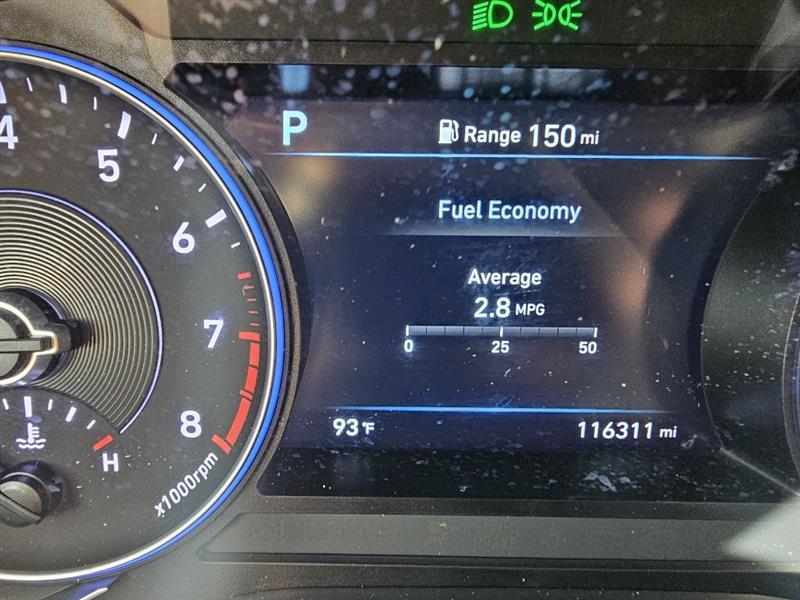 P
Range 150 mi
Fuel Economy
Average
2.8 MPG
0 25 50
93°F
116311 mi
4
5
6
7
8
x1000rpm
H